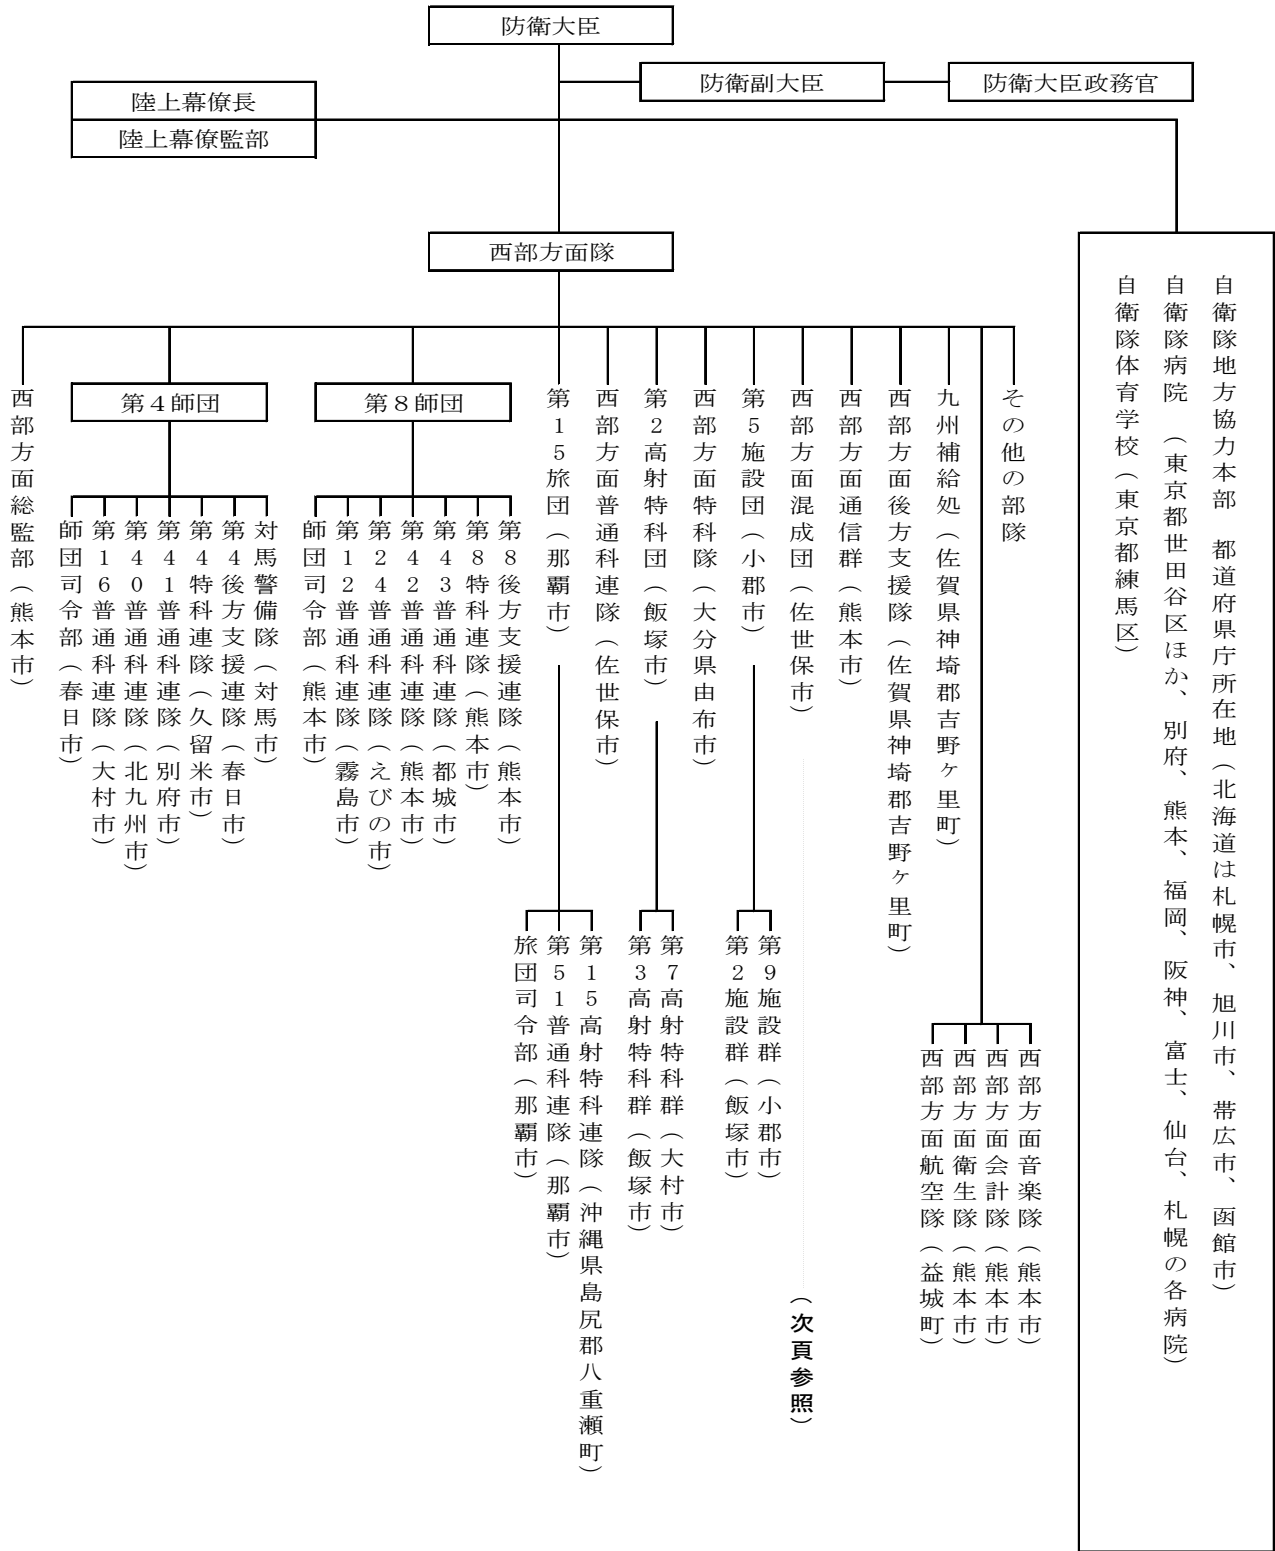 防衛大臣
防衛副大臣
防衛大臣政務官
陸上幕僚長
陸上幕僚監部
西部方面隊
自衛隊地方協力本部　都道府県庁所在地（北海道は札幌市、旭川市、帯広市、函館市）
自衛隊病院　（東京都世田谷区ほか、別府、熊本、福岡、阪神、富士、仙台、札幌の各病院）
自衛隊体育学校（東京都練馬区）
その他の部隊
九州補給処（佐賀県神埼郡吉野ヶ里町）
西部方面後方支援隊（佐賀県神埼郡吉野ヶ里町）
西部方面通信群（熊本市）
西部方面混成団（佐世保市）
（次頁参照）
第５施設団（小郡市）
西部方面特科隊（大分県由布市）
第２高射特科団（飯塚市）
西部方面普通科連隊（佐世保市）
第１５旅団（那覇市）
第８師団
第４師団
西部方面総監部（熊本市）
第８後方支援連隊（熊本市）
第８特科連隊（熊本市）
第４３普通科連隊（都城市）
第４２普通科連隊（熊本市）
第２４普通科連隊（えびの市）
第１２普通科連隊（霧島市）
師団司令部（熊本市）
対馬警備隊（対馬市）
第４後方支援連隊（春日市）
第４特科連隊（久留米市）
第４１普通科連隊（別府市）
第４０普通科連隊（北九州市）
第１６普通科連隊（大村市）
師団司令部（春日市）
西部方面音楽隊（熊本市）
西部方面会計隊（熊本市）
西部方面衛生隊（熊本市）
西部方面航空隊（益城町）
第９施設群（小郡市）
第２施設群（飯塚市）
第７高射特科群（大村市）
第３高射特科群（飯塚市）
第１５高射特科連隊（沖縄県島尻郡八重瀬町）
第５１普通科連隊（那覇市）
旅団司令部（那覇市）